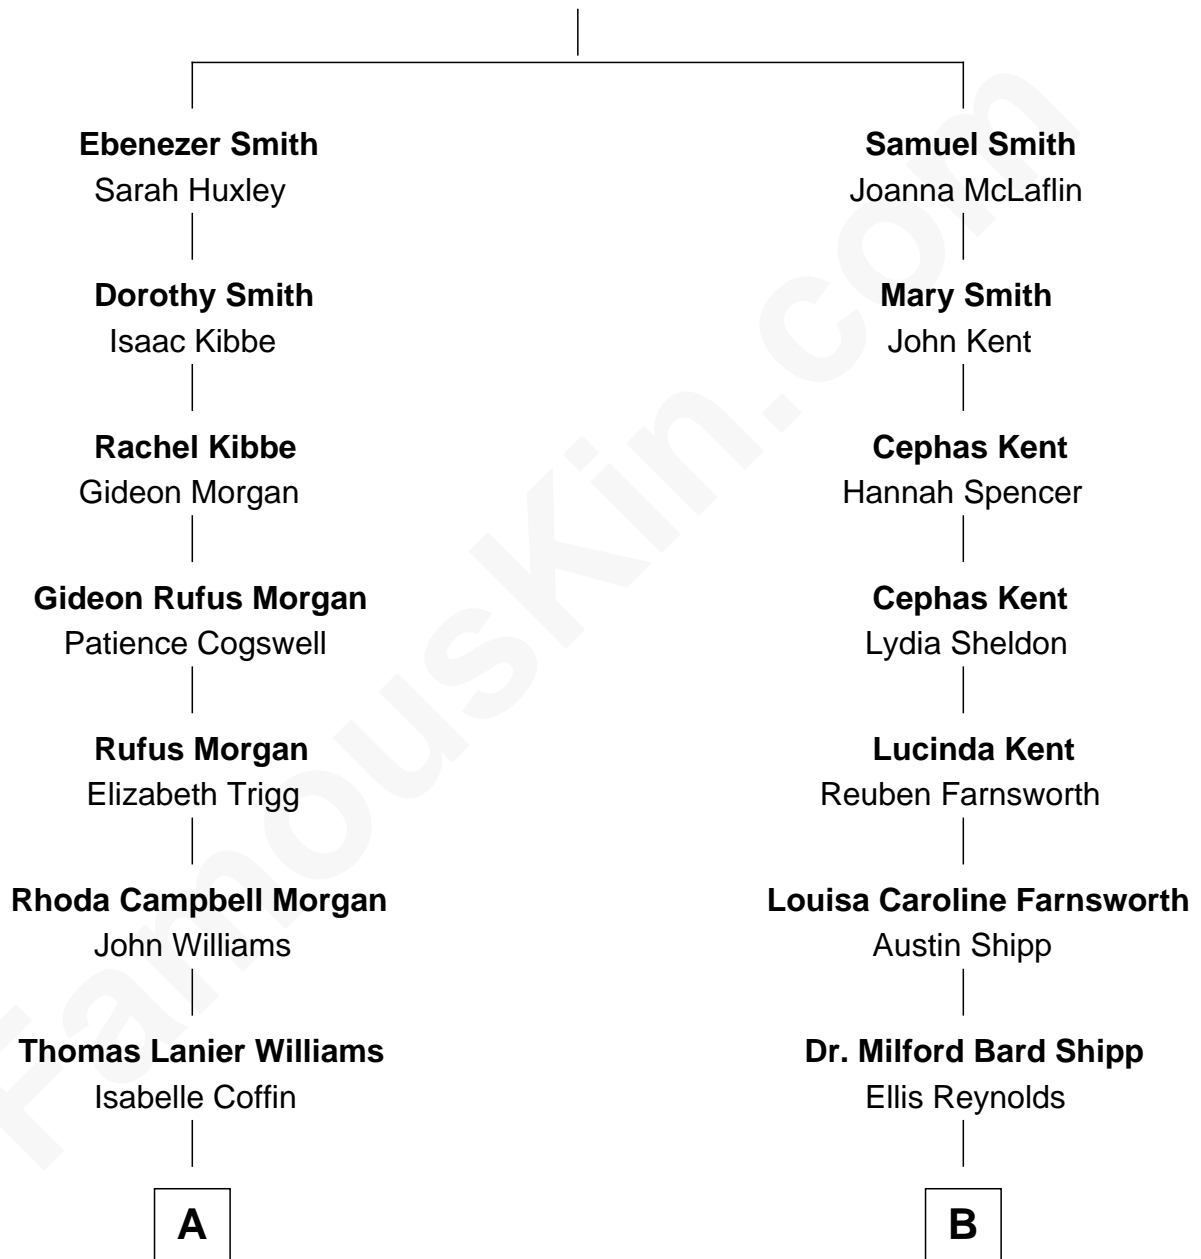 Ebenezer Smith
Sarah Huxley
Samuel Smith
Joanna McLaflin
Dorothy Smith
Isaac Kibbe
Mary Smith
John Kent
Rachel Kibbe
Gideon Morgan
Cephas Kent
Hannah Spencer
Gideon Rufus Morgan
Patience Cogswell
Cephas Kent
Lydia Sheldon
Rufus Morgan
Elizabeth Trigg
Lucinda Kent
Reuben Farnsworth
Rhoda Campbell Morgan
John Williams
Louisa Caroline Farnsworth
Austin Shipp
Thomas Lanier Williams
Isabelle Coffin
Dr. Milford Bard Shipp
Ellis Reynolds
A
B
FamousKin.com